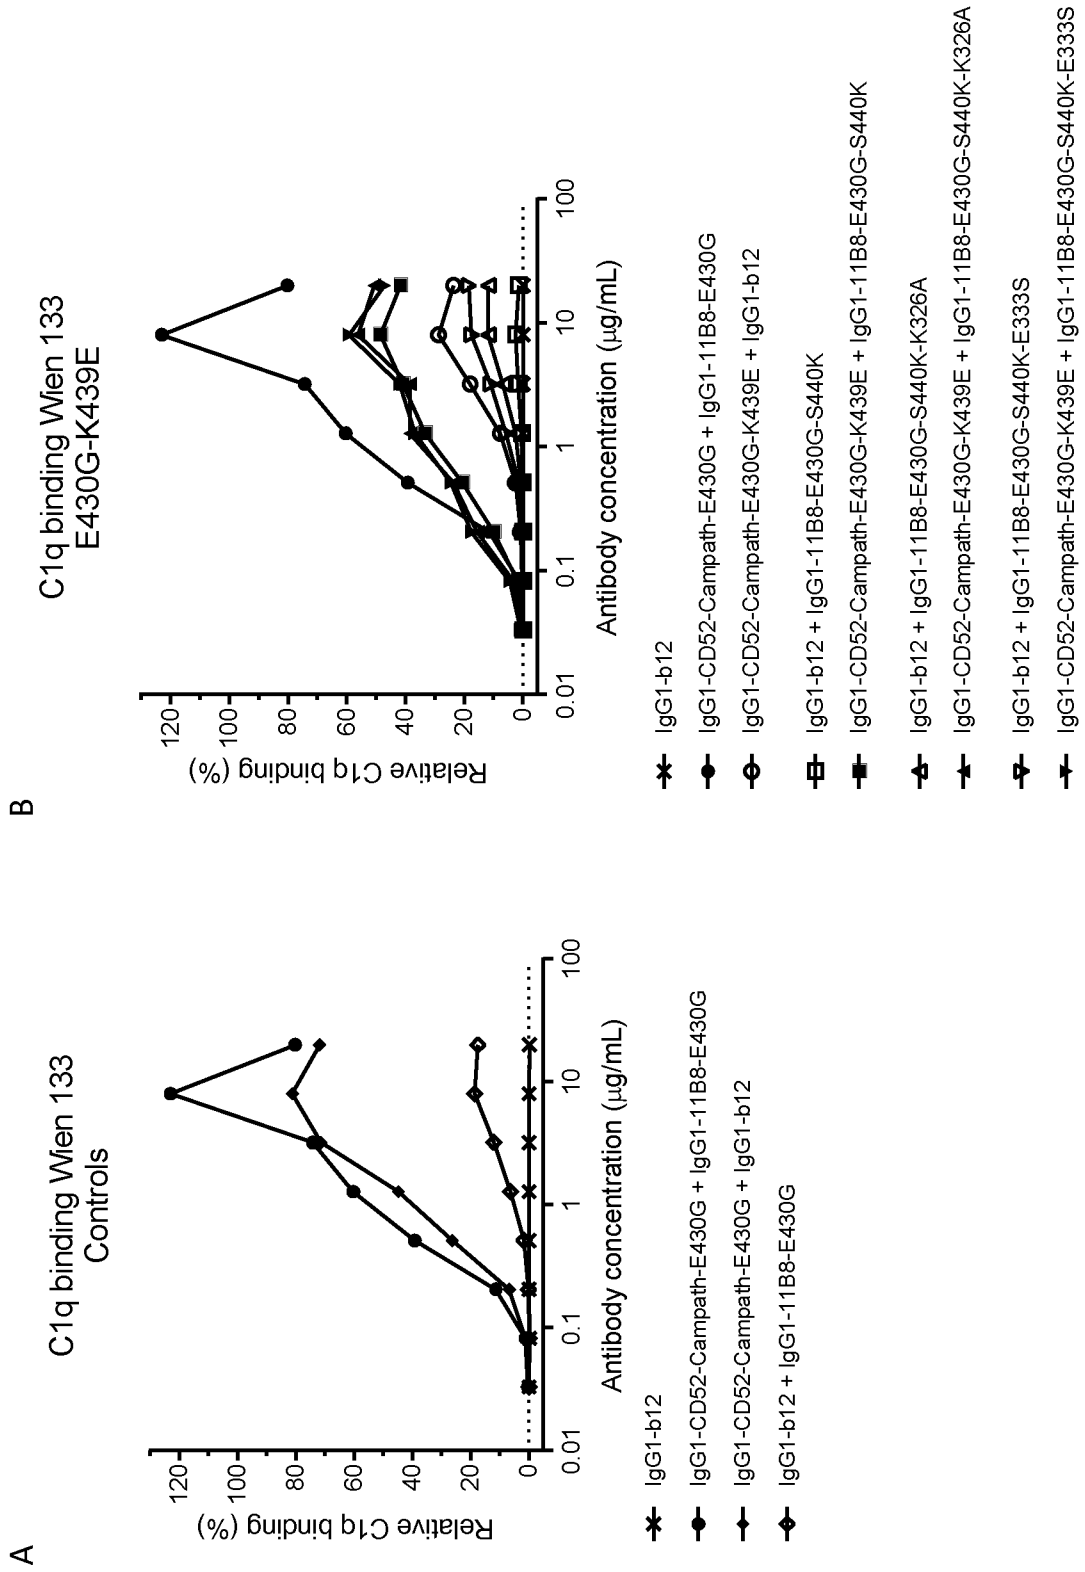 A
C1q binding Wien 133
Controls
Relative C1q binding (%)
120
100
80
60
40
20
0
0.01
0.1
1
10
100
Antibody concentration (μg/mL)
IgG1-b12
IgG1-CD52-Campath-E430G + IgG1-11B8-E430G
IgG1-CD52-Campath-E430G + IgG1-b12
IgG1-b12 + IgG1-11B8-E430G
B
C1q binding Wien 133
E430G-K439E
Relative C1q binding (%)
120
100
80
60
40
20
0
0.01
0.1
1
10
100
Antibody concentration (μg/mL)
IgG1-b12
IgG1-CD52-Campath-E430G + IgG1-11B8-E430G
IgG1-CD52-Campath-E430G-K439E + IgG1-b12
IgG1-b12 + IgG1-11B8-E430G-S440K
IgG1-CD52-Campath-E430G-K439E + IgG1-11B8-E430G-S440K
IgG1-b12 + IgG1-11B8-E430G-S440K-K326A
IgG1-CD52-Campath-E430G-K439E + IgG1-11B8-E430G-S440K-K326A
IgG1-b12 + IgG1-11B8-E430G-S440K-E333S
IgG1-CD52-Campath-E430G-K439E + IgG1-11B8-E430G-S440K-E333S